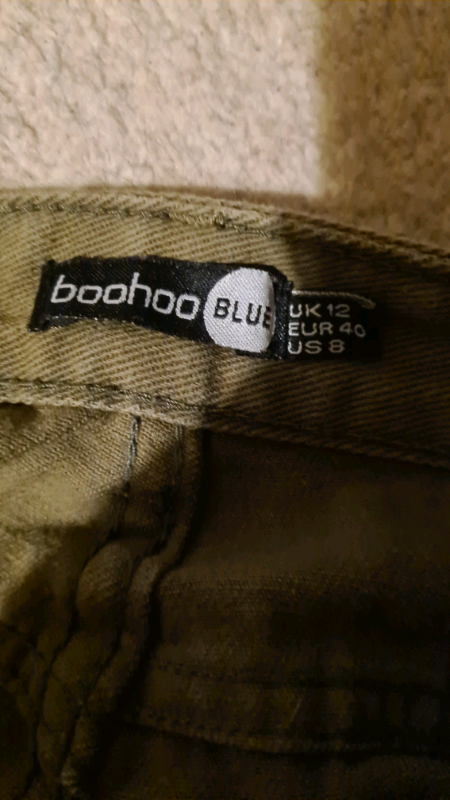 boohoo BLUE
UK 12
EUR 40
US 8